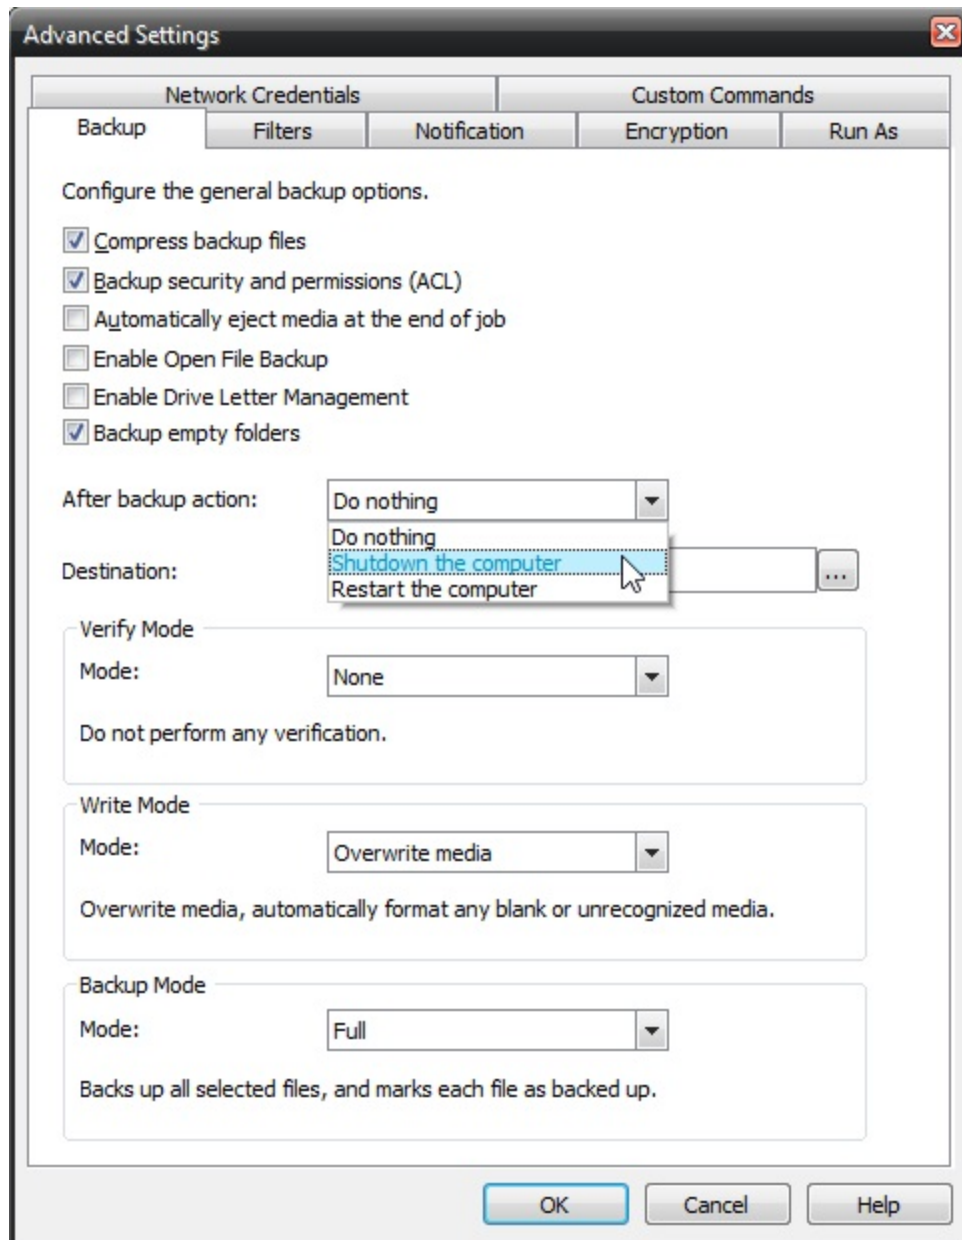 Advanced Settings
Network Credentials Custom Commands
Backup Filters Notification Encryption Run As
Configure the general backup options.
Compress backup files
Backup security and permissions (ACL)
Automatically eject media at the end of job
Enable Open File Backup
Enable Drive Letter Management
Backup empty folders
After backup action: Do nothing
Do nothing
Shutdown the computer
Destination: ...
Restart the computer
Verify Mode
Mode: None
Do not perform any verification.
Write Mode
Mode: Overwrite media
Overwrite media, automatically format any blank or unrecognized media.
Backup Mode
Mode: Full
Backs up all selected files, and marks each file as backed up.
OK Cancel Help